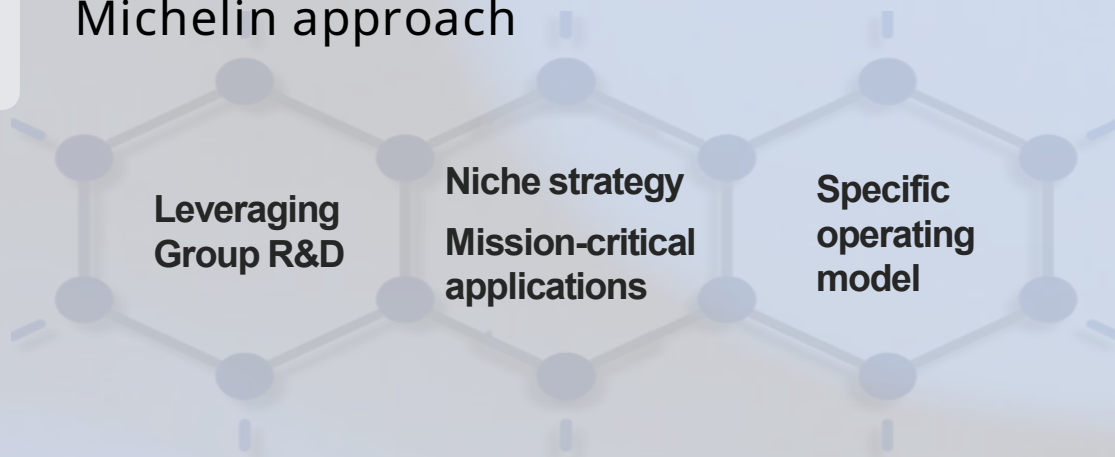 Michelin approach
Leveraging
Group R&D
Niche strategy
Mission-critical
applications
Specific
operating
model